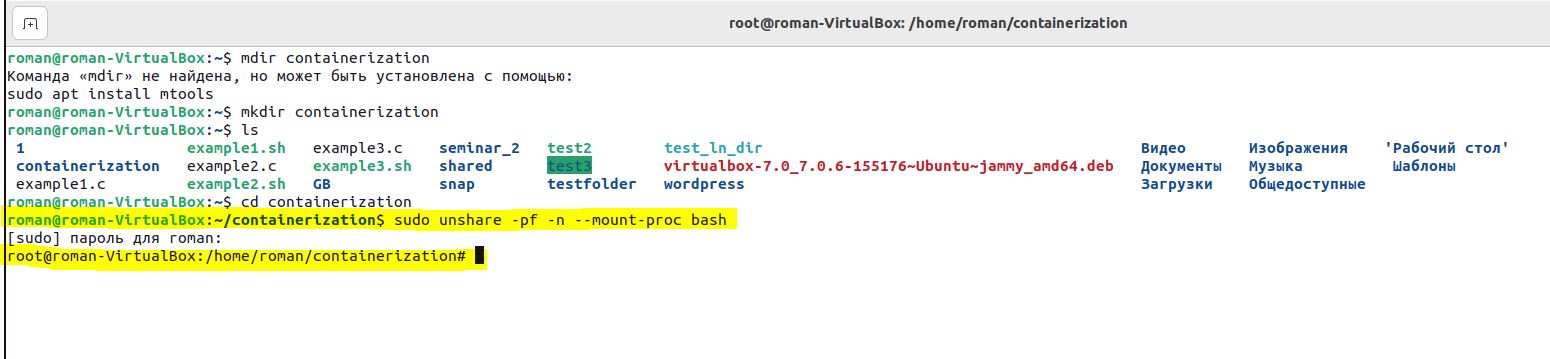 root@roman-VirtualBox: /home/roman/containerization
roman@roman-VirtualBox:~$ mdir containerization
Команда «mdir» не найдена, но может быть установлена с помощью:
sudo apt install mtools
roman@roman-VirtualBox:~$ mkdir containerization
roman@roman-VirtualBox:~$ ls
1 example1.sh example3.c seminar_2 test2 test_ln_dir Видео Изображения 'Рабочий стол'
containerization example2.c example3.sh shared test3 virtualbox-7.0_7.0.6-155176~Ubuntu~jammy_amd64.deb Документы Музыка Шаблоны
example1.c example2.sh GB snap testfolder wordpress Загрузки Общедоступные
roman@roman-VirtualBox:~$ cd containerization
roman@roman-VirtualBox:~/containerization$ sudo unshare -pf -n --mount-proc bash
[sudo] пароль для roman:
root@roman-VirtualBox:/home/roman/containerization#